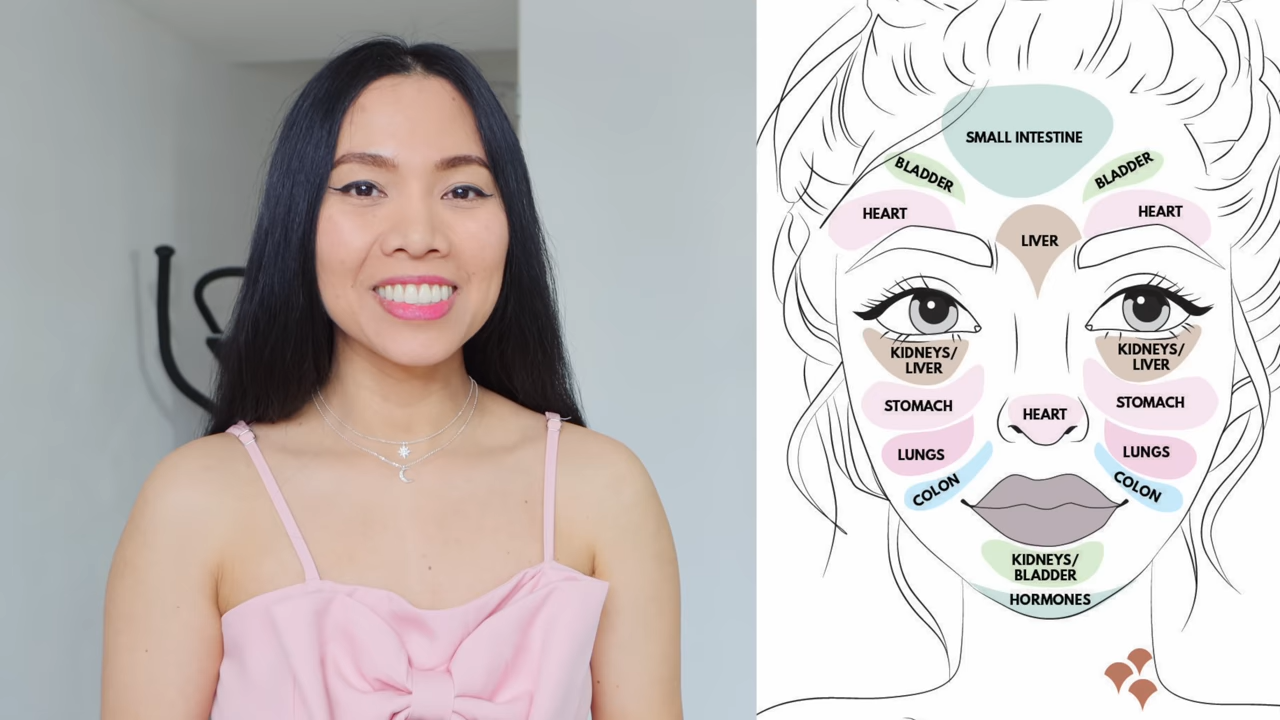 SMALL INTESTINE
BLADDER
BLADDER
HEART
HEART
LIVER
KIDNEYS/
LIVER
KIDNEYS/
LIVER
STOMACH
HEART
STOMACH
LUNGS
LUNGS
COLON
COLON
KIDNEYS/
BLADDER
HORMONES